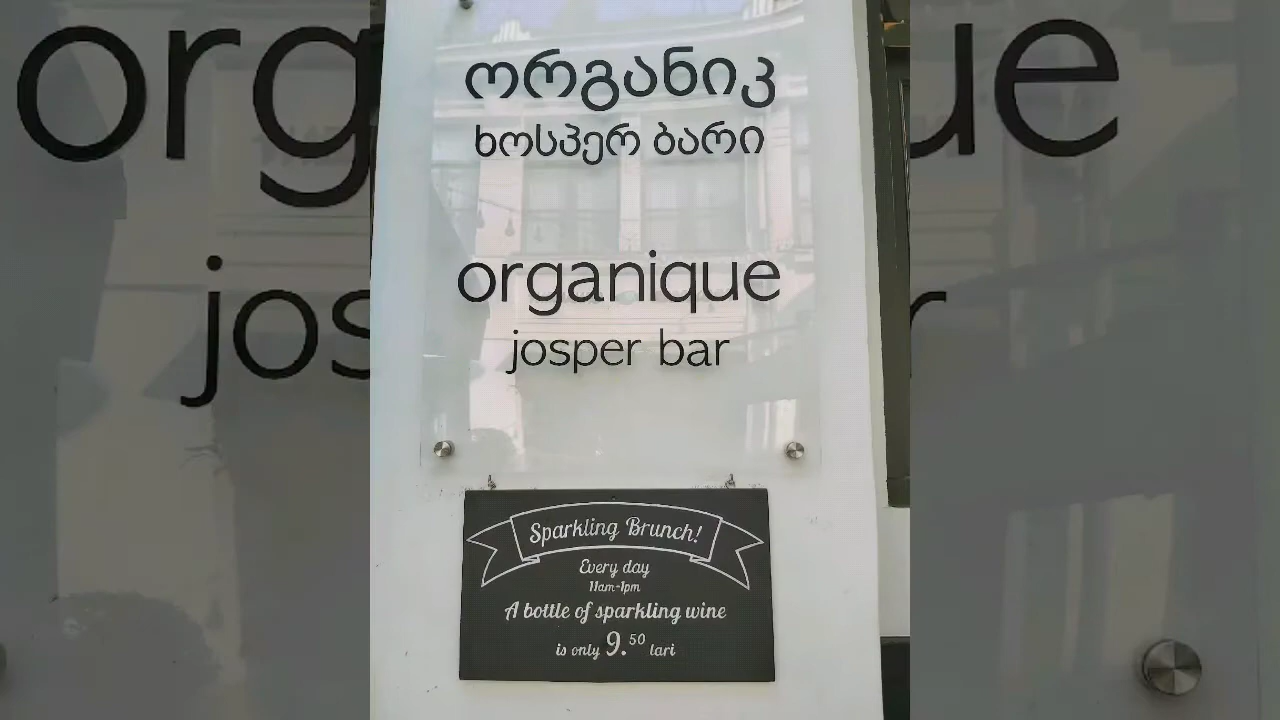 ორგანიკ
ხოსპერ ბარი
organique
josper bar
Sparkling Brunch!
Every day
11am-1pm
A bottle of sparkling wine
is only 9.50 lari